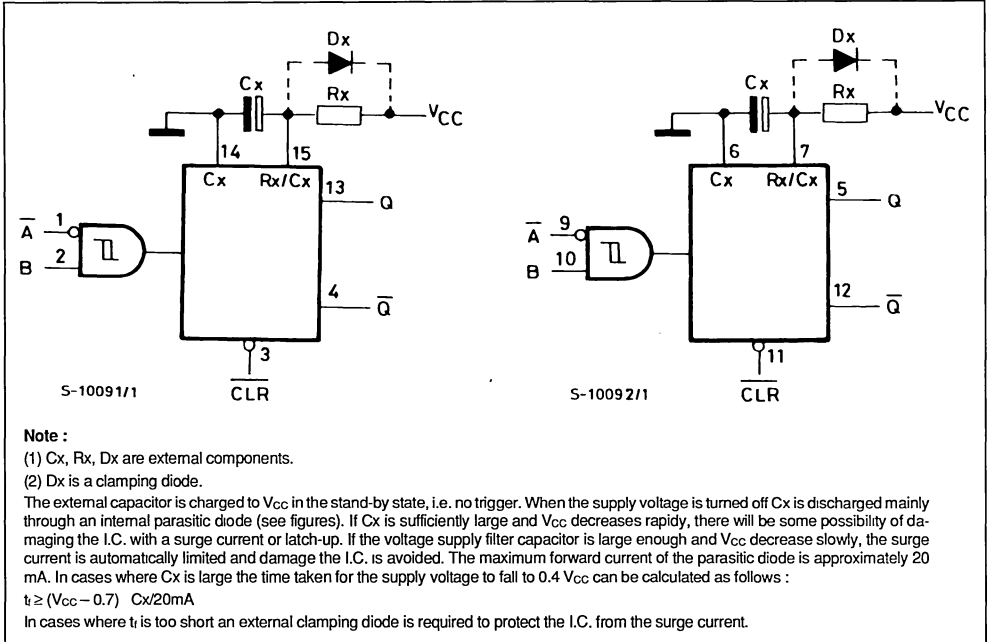 Dx
Cx
Rx
VCC
14
15
Cx
Rx/Cx
13
Q
A
1
B
2
4
Q
3
CLR
S-10091/1
Dx
Cx
Rx
VCC
6
7
Cx
Rx/Cx
5
Q
A
9
B
10
12
Q
11
CLR
S-10092/1
Note :
(1) Cx, Rx, Dx are external components.
(2) Dx is a clamping diode.
The external capacitor is charged to VCC in the stand-by state, i.e. no trigger. When the supply voltage is turned off Cx is discharged mainly
through an internal parasitic diode (see figures). If Cx is sufficiently large and VCC decreases rapidly, there will be some possibility of da-
maging the I.C. with a surge current or latch-up. If the voltage supply filter capacitor is large enough and VCC decrease slowly, the surge
current is automatically limited and damage the I.C. is avoided. The maximum forward current of the parasitic diode is approximately 20
mA. In cases where Cx is large the time taken for the supply voltage to fall to 0.4 VCC can be calculated as follows :
tf ≥ (VCC – 0.7) Cx/20mA
In cases where tf is too short an external clamping diode is required to protect the I.C. from the surge current.